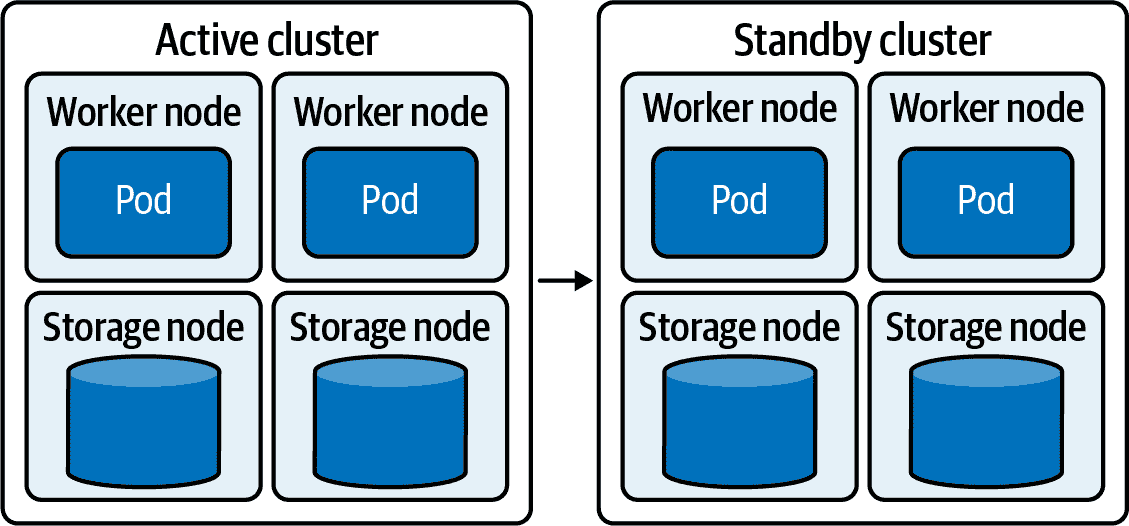 Active cluster
Worker node
Pod
Worker node
Pod
Storage node
Storage node
Standby cluster
Worker node
Pod
Worker node
Pod
Storage node
Storage node